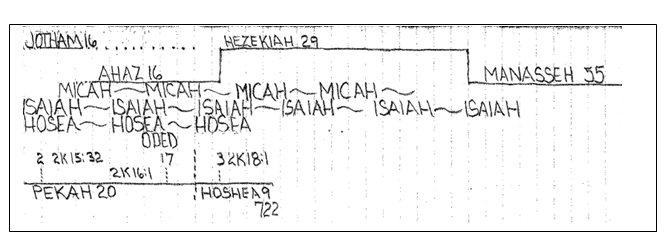 JOTHAM 16 . . . . . . . . . . . HEZEKIAH 29
AHAZ 16 MANASSEH 55
MICAH~MICAH~ MICAH~MICAH~
ISAIAH~ISAIAH~ISAIAH~ISAIAH~ ISAIAH~ISAIAH
HOSEA~HOSEA~HOSEA
ODED
2 2K15:32 17 3 2K18:1
2K16:1
PEKAH 20 HOSHEA 9
722